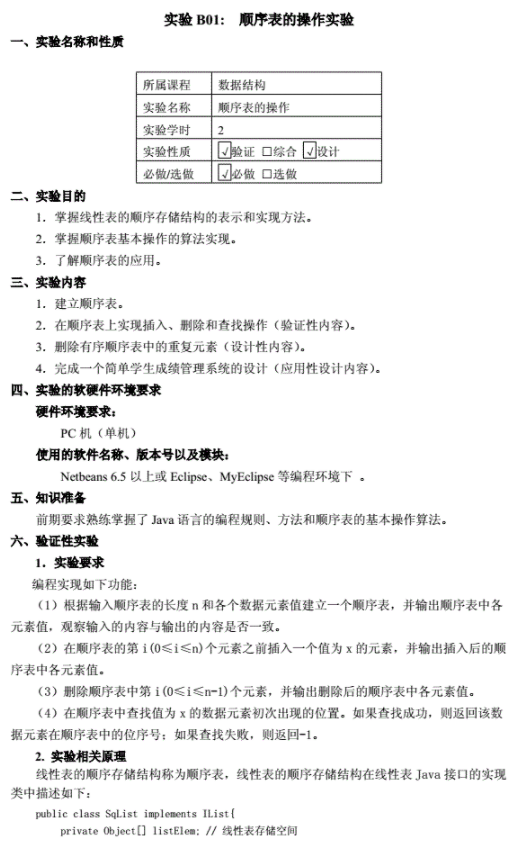 实验 B01: 顺序表的操作实验
一、实验名称和性质
所属课程 数据结构
实验名称 顺序表的操作
实验学时 2
实验性质 √验证 □综合 √设计
必做/选做 √必做 □选做
二、实验目的
1．掌握线性表的顺序存储结构的表示和实现方法。
2．掌握顺序表基本操作的算法实现。
3．了解顺序表的应用。
三、实验内容
1．建立顺序表。
2．在顺序表上实现插入、删除和查找操作（验证性内容）。
3．删除有序顺序表中的重复元素（设计性内容）。
4．完成一个简单学生成绩管理系统的设计（应用性设计内容）。
四、实验的软硬件环境要求
硬件环境要求：
PC 机（单机）
使用的软件名称、版本号以及模块：
Netbeans 6.5 以上或 Eclipse、MyEclipse 等编程环境下 。
五、知识准备
前期要求熟练掌握了 Java 语言的编程规则、方法和顺序表的基本操作算法。
六、验证性实验
1．实验要求
编程实现如下功能：
（1）根据输入顺序表的长度 n 和各个数据元素值建立一个顺序表，并输出顺序表中各
元素值，观察输入的内容与输出的内容是否一致。
（2）在顺序表的第 i(0≤i≤n)个元素之前插入一个值为 x 的元素，并输出插入后的顺
序表中各元素值。
（3）删除顺序表中第 i(0≤i≤n-1)个元素，并输出删除后的顺序表中各元素值。
（4）在顺序表中查找值为 x 的数据元素初次出现的位置。如果查找成功，则返回该数
据元素在顺序表中的位序号；如果查找失败，则返回-1。
2. 实验相关原理
线性表的顺序存储结构称为顺序表，线性表的顺序存储结构在线性表 Java 接口的实现
类中描述如下：
public class SqList implements IList{
private Object[] listElem; // 线性表存储空间